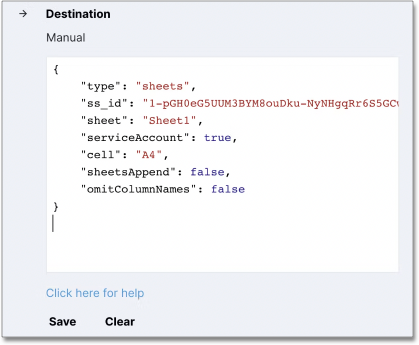 → Destination
Manual
{
    "type": "sheets",
    "ss_id": "1-pGH0eG5UUM3BYM8ouDku-NyNHgqRr6S5GC
    "sheet": "Sheet1",
    "serviceAccount": true,
    "cell": "A4",
    "sheetsAppend": false,
    "omitColumnNames": false
}
Click here for help
Save Clear